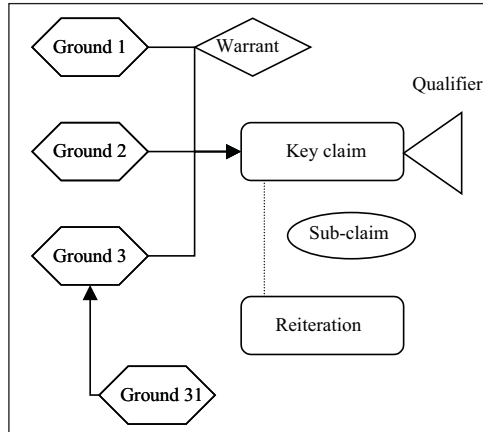 Ground 1
Warrant
Qualifier
Ground 2
Key claim
Sub-claim
Ground 3
Reiteration
Ground 31